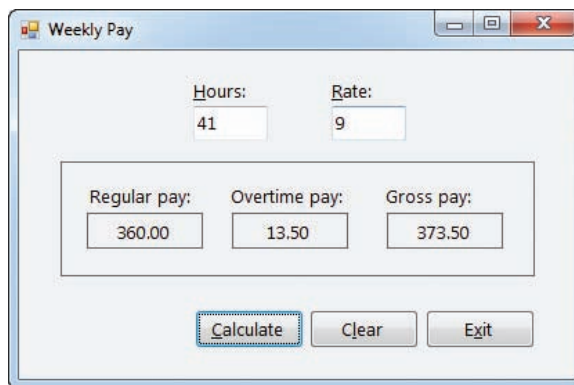 Weekly Pay
Hours: Rate:
41 9
Regular pay: Overtime pay: Gross pay:
360.00 13.50 373.50
Calculate Clear Exit